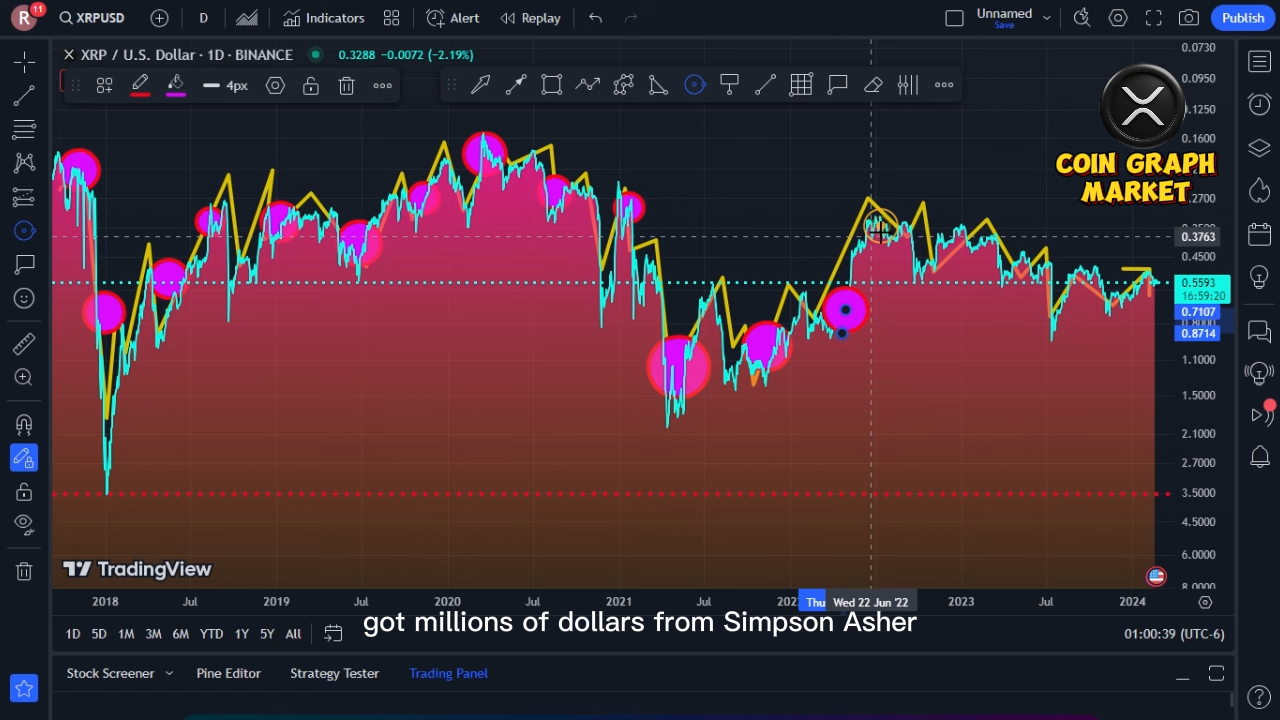 R 11 XRPUSD D Indicators Alert Replay Unnamed Save Publish
XRP / U.S. Dollar · 1D · BINANCE 0.3288 -0.0072 (-2.19%)
4px
0.0730
0.0950
0.1250
0.1600
COIN GRAPH
MARKET
0.2700
0.3763
0.4500
0.5593
16:59:20
0.7107
0.8000
0.8714
1.1000
1.5000
2.1000
2.7000
3.5000
4.5000
6.0000
8.0000
TradingView
2018 Jul 2019 Jul 2020 Jul 2021 Jul 2022 Thu Wed 22 Jun '22 2023 Jul 2024
got millions of dollars from Simpson Asher
1D 5D 1M 3M 6M YTD 1Y 5Y All 01:00:39 (UTC-6)
Stock Screener Pine Editor Strategy Tester Trading Panel